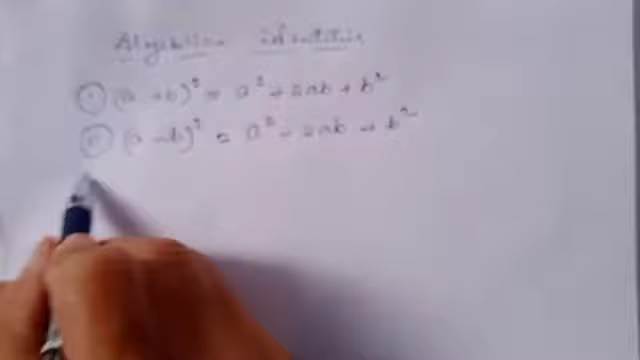 Algebraic identities
① (a+b)² = a² + 2ab + b²
② (a-b)² = a² - 2ab + b²